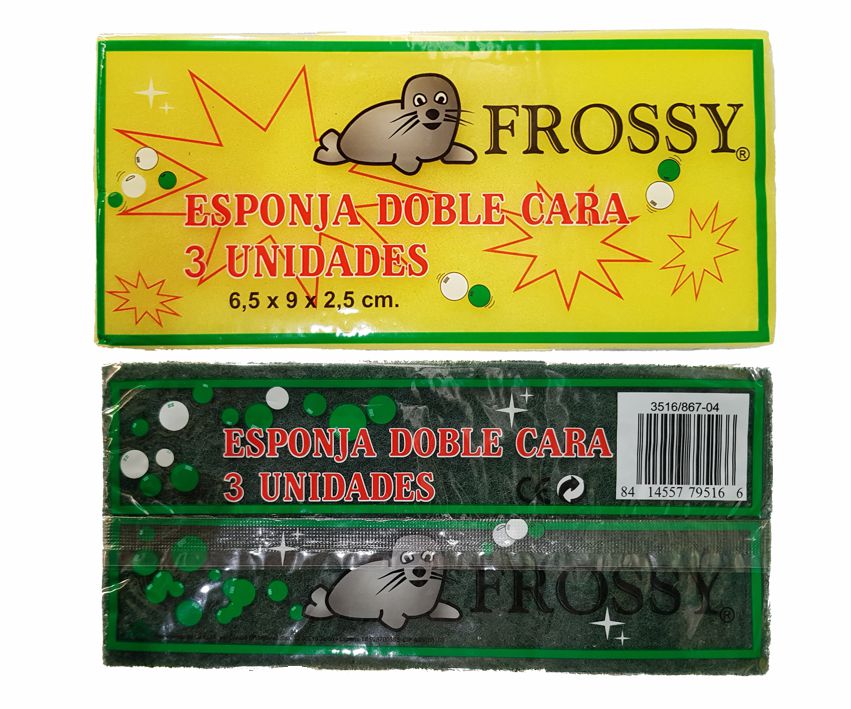 FROSSY®
ESPONJA DOBLE CARA
3 UNIDADES
6,5 x 9 x 2,5 cm.
3516/867-04
ESPONJA DOBLE CARA
3 UNIDADES
CE
84 14557 79516 6
FROSSY®